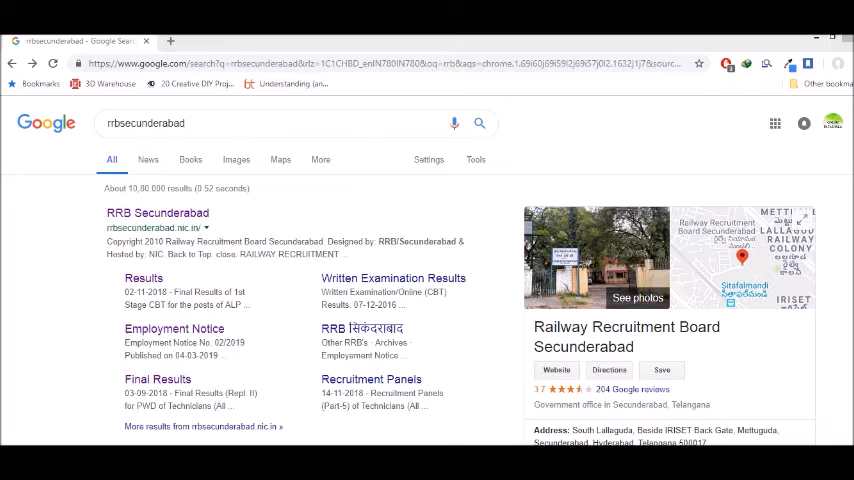 rrbsecunderabad - Google Sear
https://www.google.com/search?q=rrbsecunderabad&rlz=1C1CHBD_enIN780IN780&oq=rrb&aqs=chrome.1.69i60j69i59l2j69i57j0l2.1632j1j7&sourc...
Bookmarks 3D Warehouse 20 Creative DIY Proj... Understanding (an... Other bookma
Google rrbsecunderabad
All News Books Images Maps More Settings Tools
About 10,80,000 results (0.52 seconds)
RRB Secunderabad
rrbsecunderabad.nic.in/
Copyright 2010 Railway Recruitment Board Secunderabad. Designed by: RRB/Secunderabad &
Hosted by: NIC. Back to Top. close. RAILWAY RECRUITMENT ...
Results
02-11-2018 - Final Results of 1st
Stage CBT for the posts of ALP ...
Written Examination Results
Written Examination/Online (CBT)
Results. 07-12-2016 ...
Employment Notice
Employment Notice No. 02/2019
Published on 04-03-2019 ...
RRB सिकंदराबाद
Other RRB's · Archives ·
Employement Notice ...
Final Results
03-09-2018 - Final Results (Repl. II)
for PWD of Technicians (All ...
Recruitment Panels
14-11-2018 - Recruitment Panels
(Part-5) of Technicians (All ...
More results from rrbsecunderabad.nic.in »
See photos
Railway Recruitment
Board Secunderabad
METTU
LALLAGUD
RAILWAY
COLONY
Sitafalmandi
IRISET
Railway Recruitment Board
Secunderabad
Website Directions Save
3.7 204 Google reviews
Government office in Secunderabad, Telangana
Address: South Lallaguda, Beside IRISET Back Gate, Mettuguda,
Secunderabad, Hyderabad, Telangana 500017